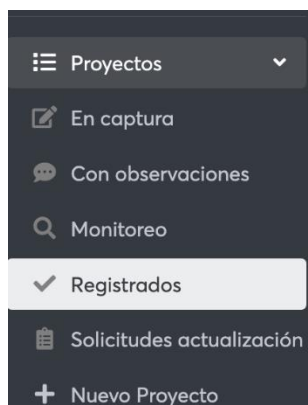 Proyectos
En captura
Con observaciones
Monitoreo
Registrados
Solicitudes actualización
Nuevo Proyecto